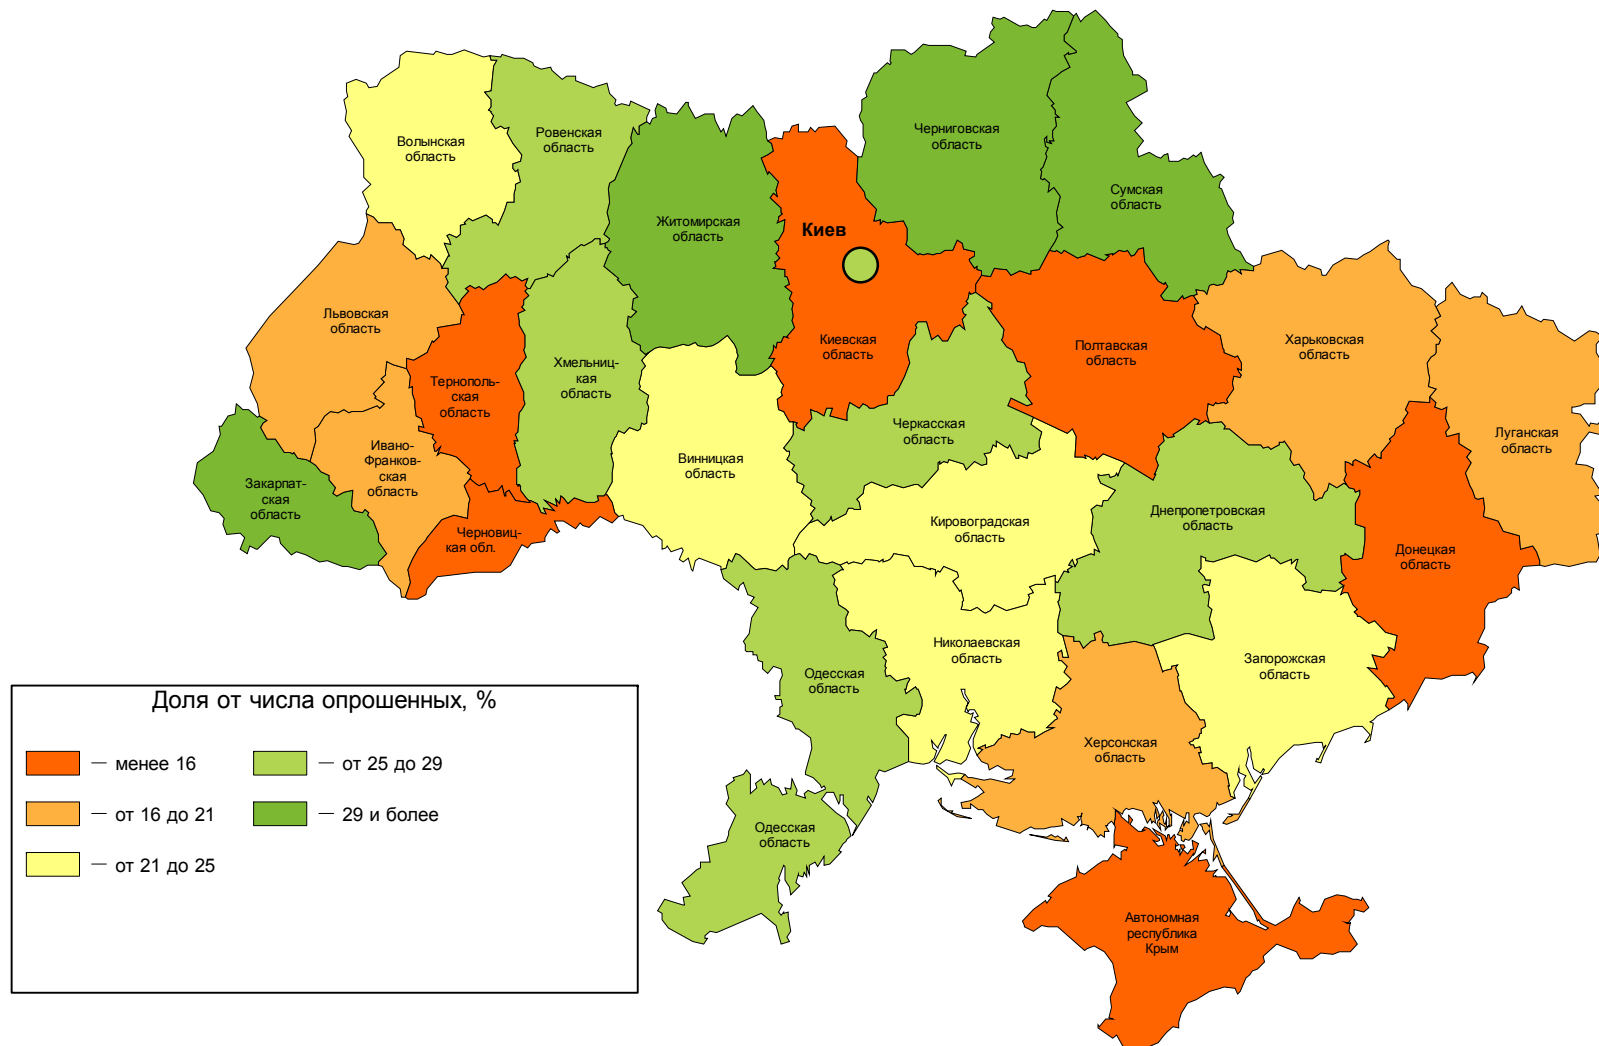 Черниговская
область
Ровенская
область
Волынская
область
Сумская
область
Житомирская
область
Киев
Львовская
область
Киевская
область
Полтавская
область
Харьковская
область
Хмельниц-
кая
область
Тернополь-
ская
область
Черкасская
область
Луганская
область
Ивано-
Франков-
ская
область
Винницкая
область
Закарпат-
ская
область
Днепропетровская
область
Кировоградская
область
Черновиц-
кая обл.
Донецкая
область
Николаевская
область
Запорожская
область
Одесская
область
Херсонская
область
Одесская
область
Автономная
республика
Крым
Доля от числа опрошенных, %
— менее 16
— от 16 до 21
— от 21 до 25
— от 25 до 29
— 29 и более